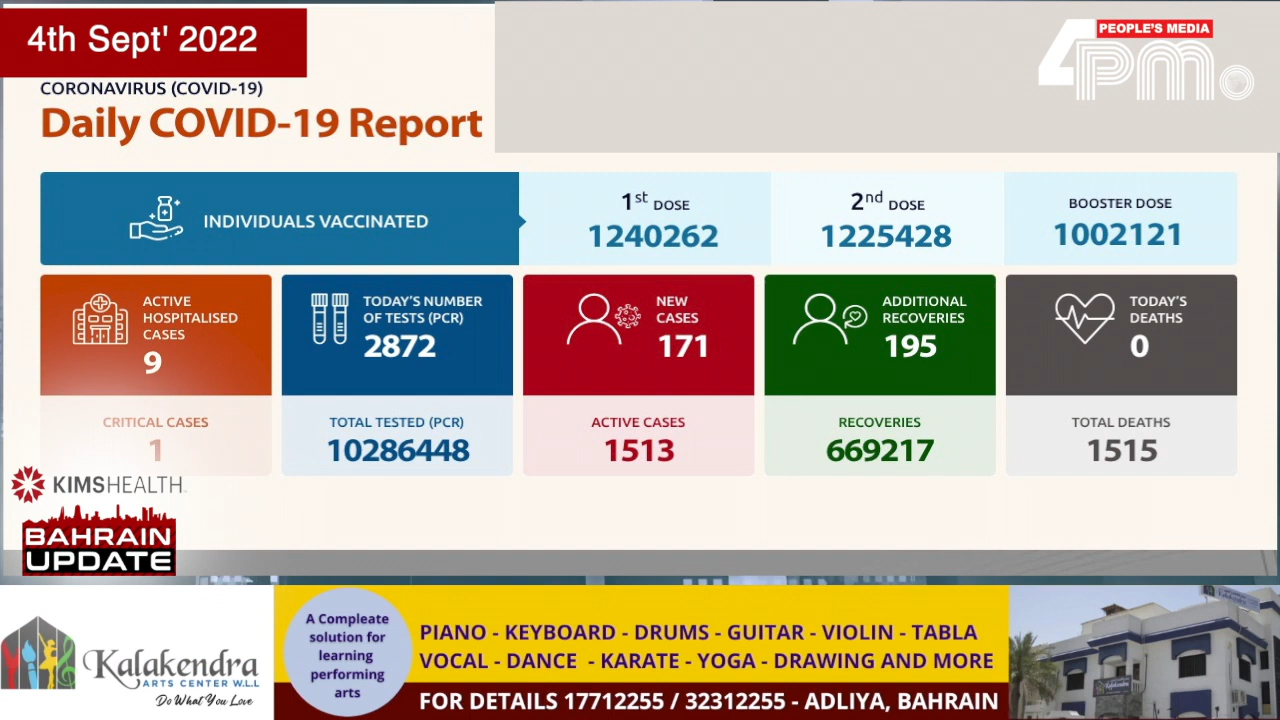 4th Sept' 2022
PEOPLE'S MEDIA
4pm
CORONAVIRUS (COVID-19)
Daily COVID-19 Report
INDIVIDUALS VACCINATED
1st DOSE
1240262
2nd DOSE
1225428
BOOSTER DOSE
1002121
ACTIVE
HOSPITALISED
CASES
9
TODAY'S NUMBER
OF TESTS (PCR)
2872
NEW
CASES
171
ADDITIONAL
RECOVERIES
195
TODAY'S
DEATHS
0
CRITICAL CASES
1
TOTAL TESTED (PCR)
10286448
ACTIVE CASES
1513
RECOVERIES
669217
TOTAL DEATHS
1515
KIMSHEALTH
BAHRAIN
UPDATE
Kalakendra
ARTS CENTER W.L.L
Do What You Love
A Compleate
solution for
learning
performing
arts
PIANO - KEYBOARD - DRUMS - GUITAR - VIOLIN - TABLA
VOCAL - DANCE - KARATE - YOGA - DRAWING AND MORE
FOR DETAILS 17712255 / 32312255 - ADLIYA, BAHRAIN
Kalakendra